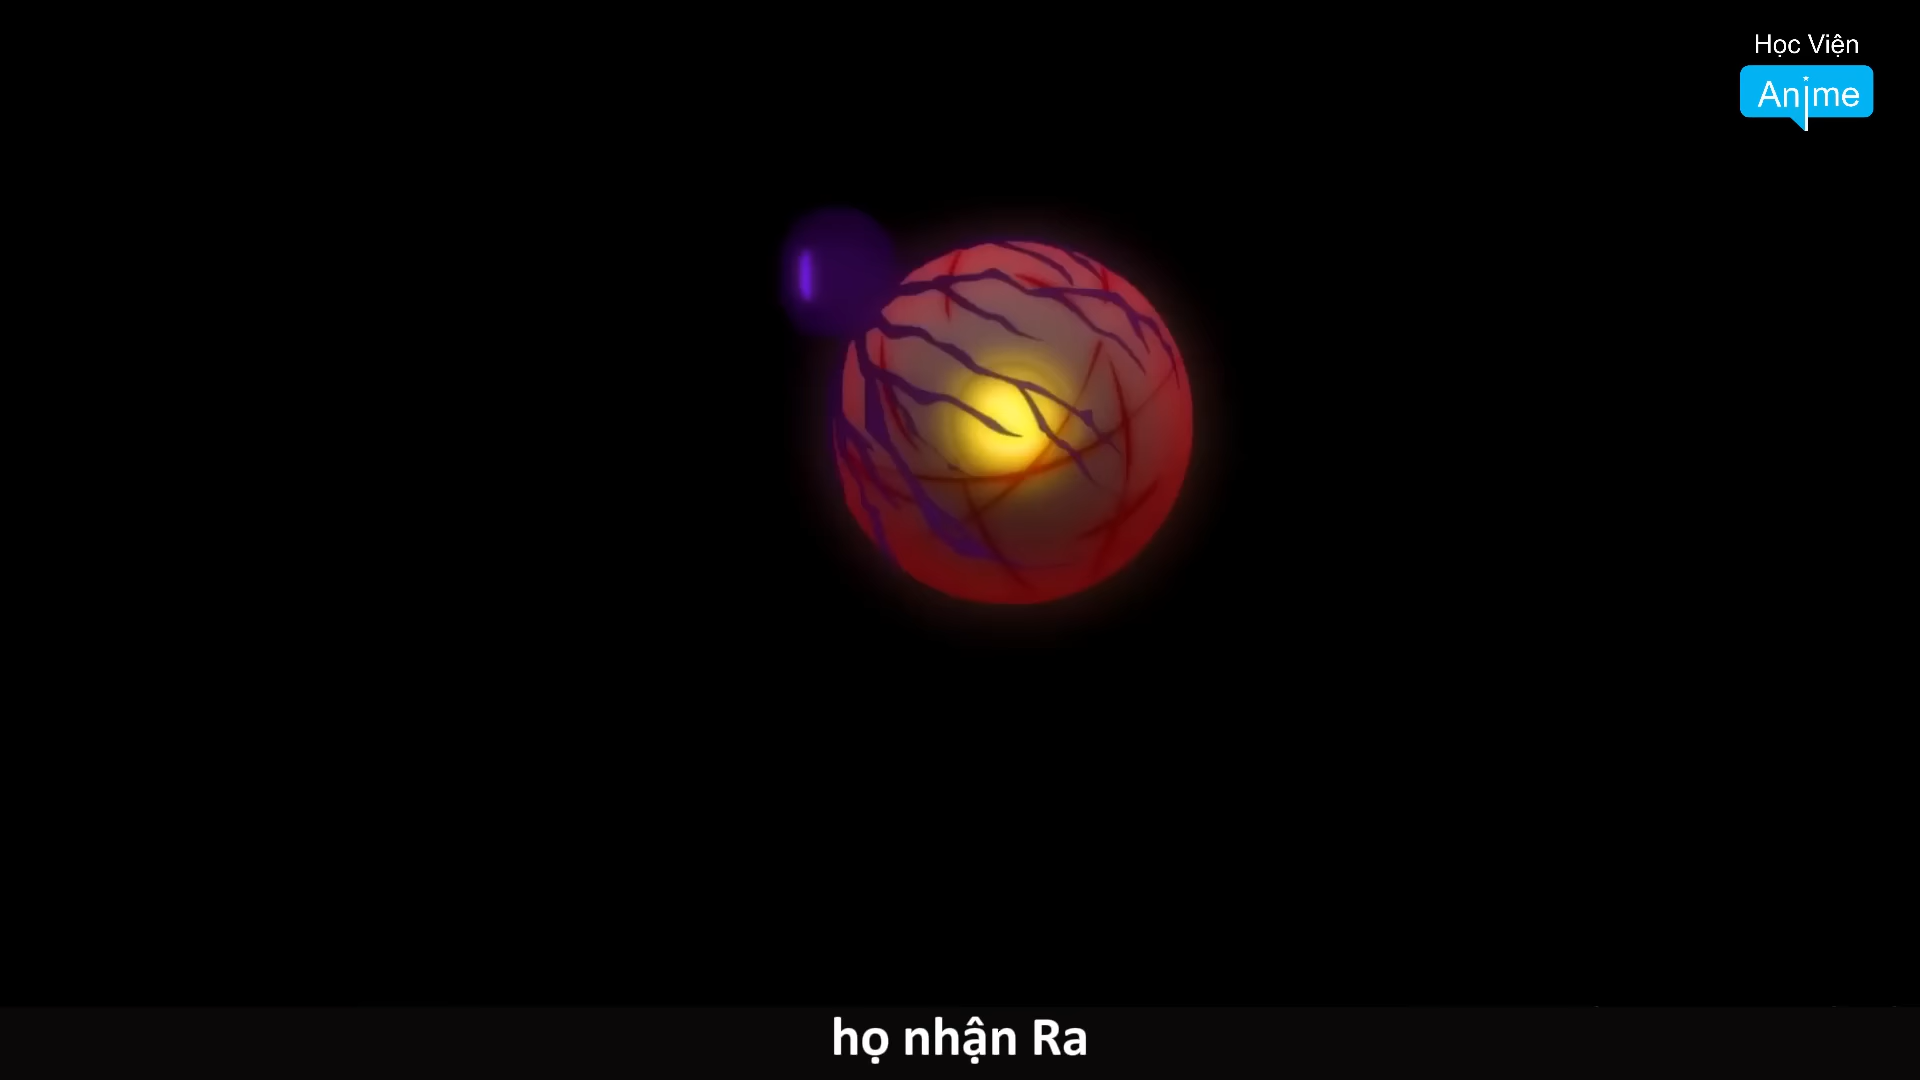 Học Viện
Anime
họ nhận Ra